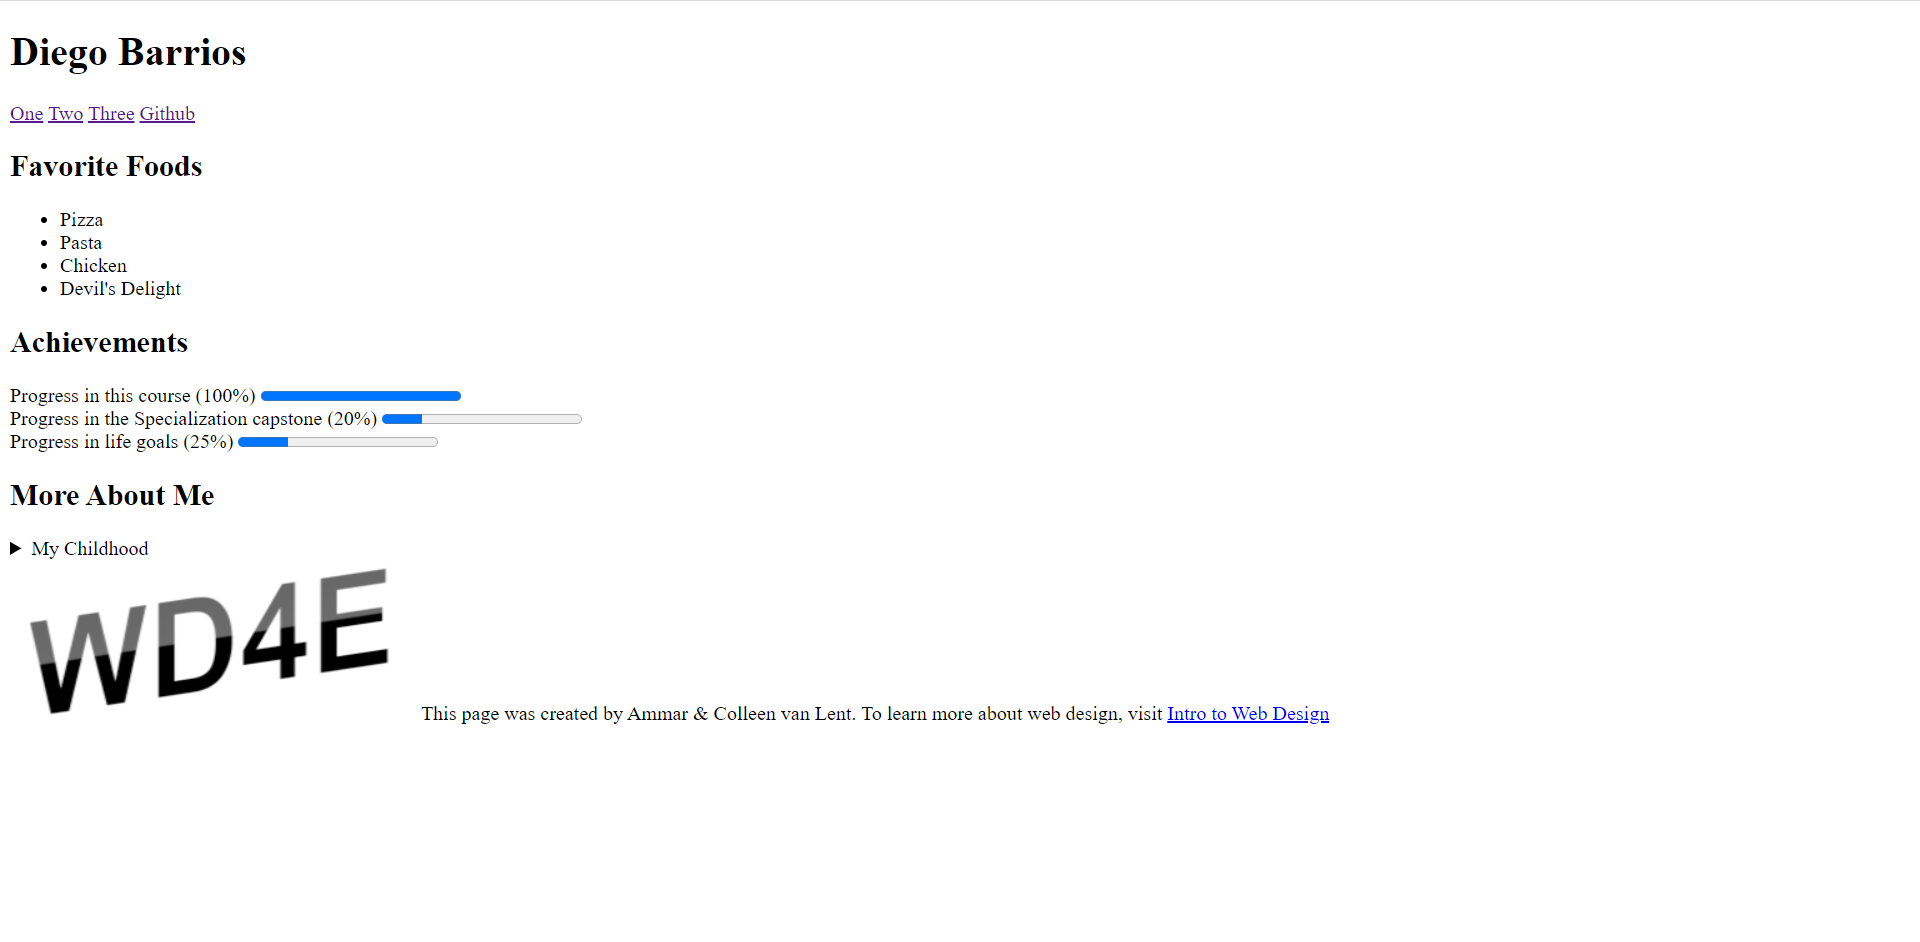 Diego Barrios
One Two Three Github
Favorite Foods
Pizza
Pasta
Chicken
Devil's Delight
Achievements
Progress in this course (100%)
Progress in the Specialization capstone (20%)
Progress in life goals (25%)
More About Me
My Childhood
WD4E
This page was created by Ammar & Colleen van Lent. To learn more about web design, visit Intro to Web Design